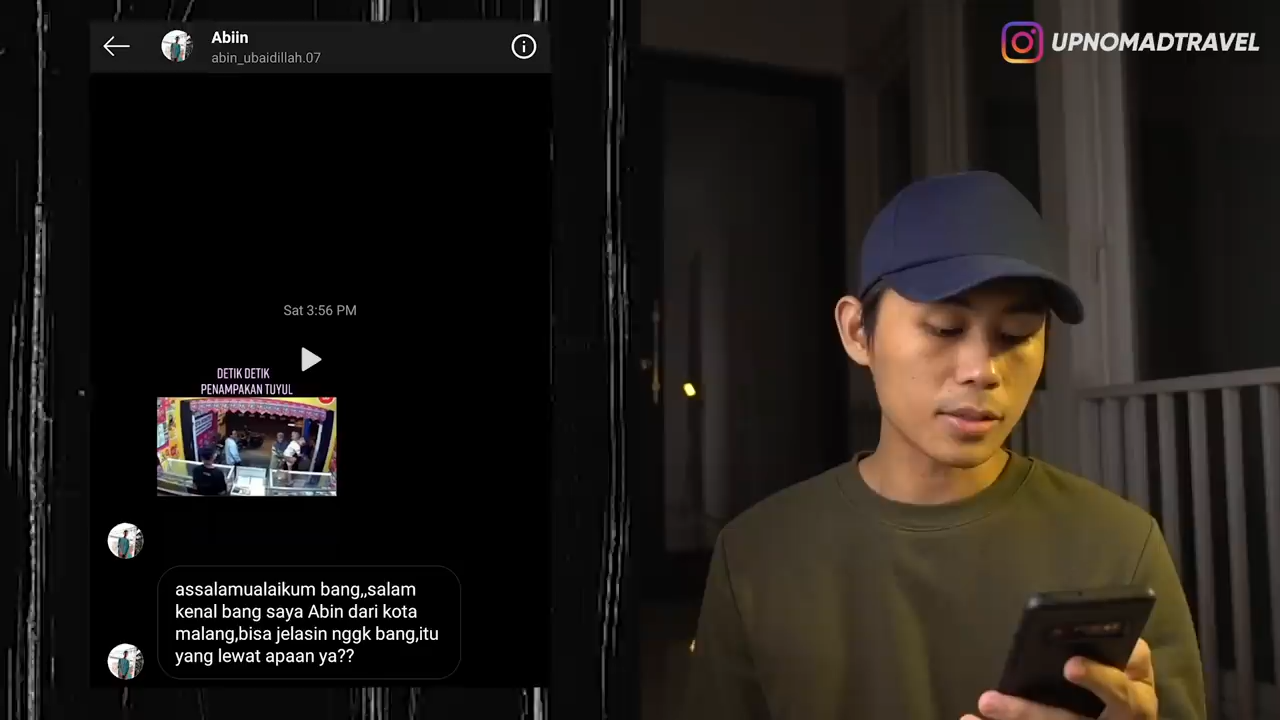 Abiin
abin_ubaidillah.07
UPNOMADTRAVEL
Sat 3:56 PM
DETIK DETIK
PENAMPAKAN TUYUL
assalamualaikum bang,,salam
kenal bang saya Abin dari kota
malang,bisa jelasin nggk bang,itu
yang lewat apaan ya??